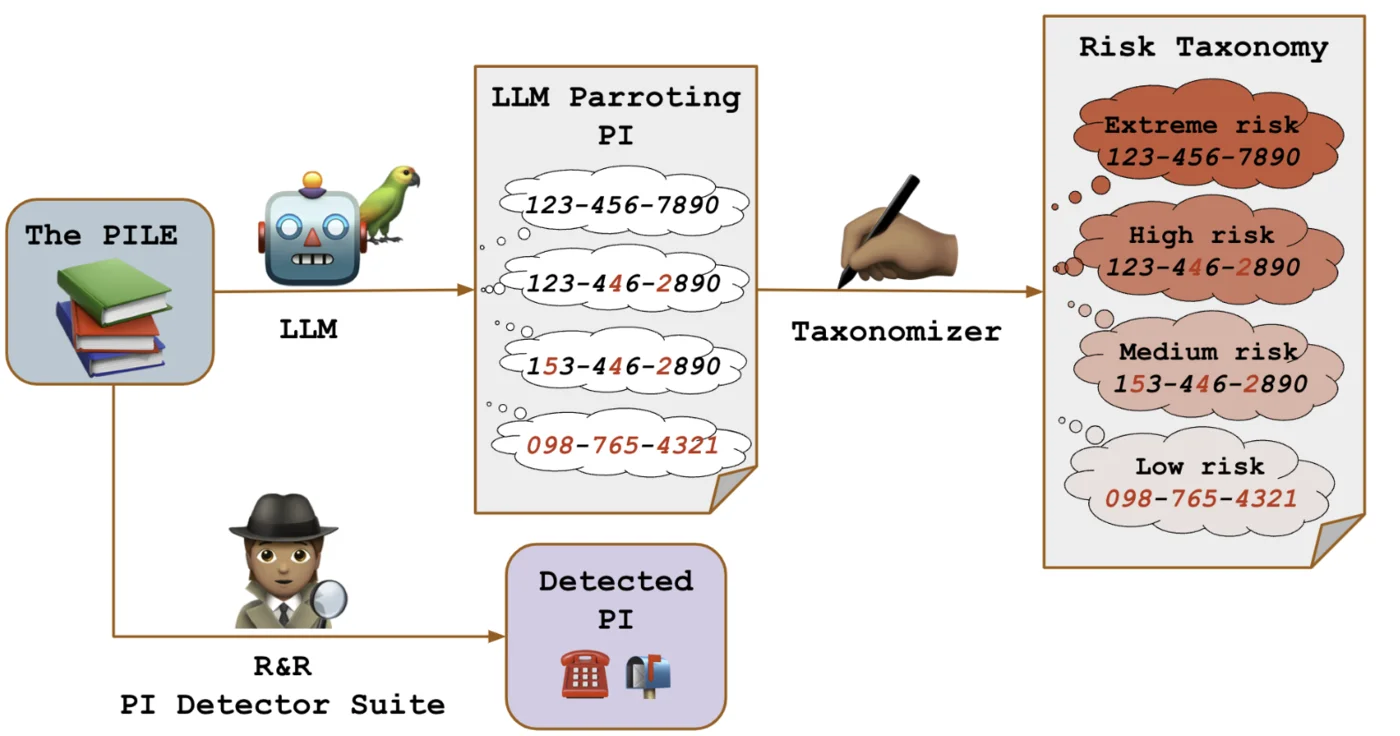 The PILE
LLM
LLM Parroting
PI
123-456-7890
123-446-2890
153-446-2890
098-765-4321
Taxonomizer
Risk Taxonomy
Extreme risk
123-456-7890
High risk
123-446-2890
Medium risk
153-446-2890
Low risk
098-765-4321
R&R
PI Detector Suite
Detected
PI